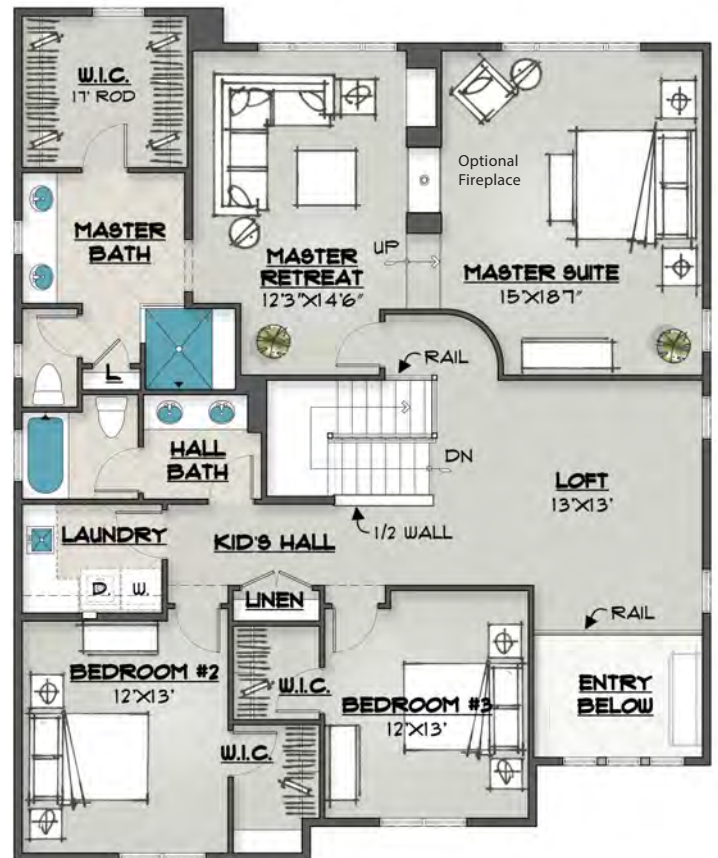 W.I.C.
17' ROD
Optional
Fireplace
MASTER
BATH
UP
MASTER
RETREAT
12'3"X14'6"
MASTER SUITE
15'X18'7"
L
RAIL
HALL
BATH
DN
LOFT
13'X13'
LAUNDRY
KID'S HALL
1/2 WALL
D.
W.
LINEN
RAIL
BEDROOM #2
12'X13'
W.I.C.
BEDROOM #3
12'X13'
ENTRY
BELOW
W.I.C.